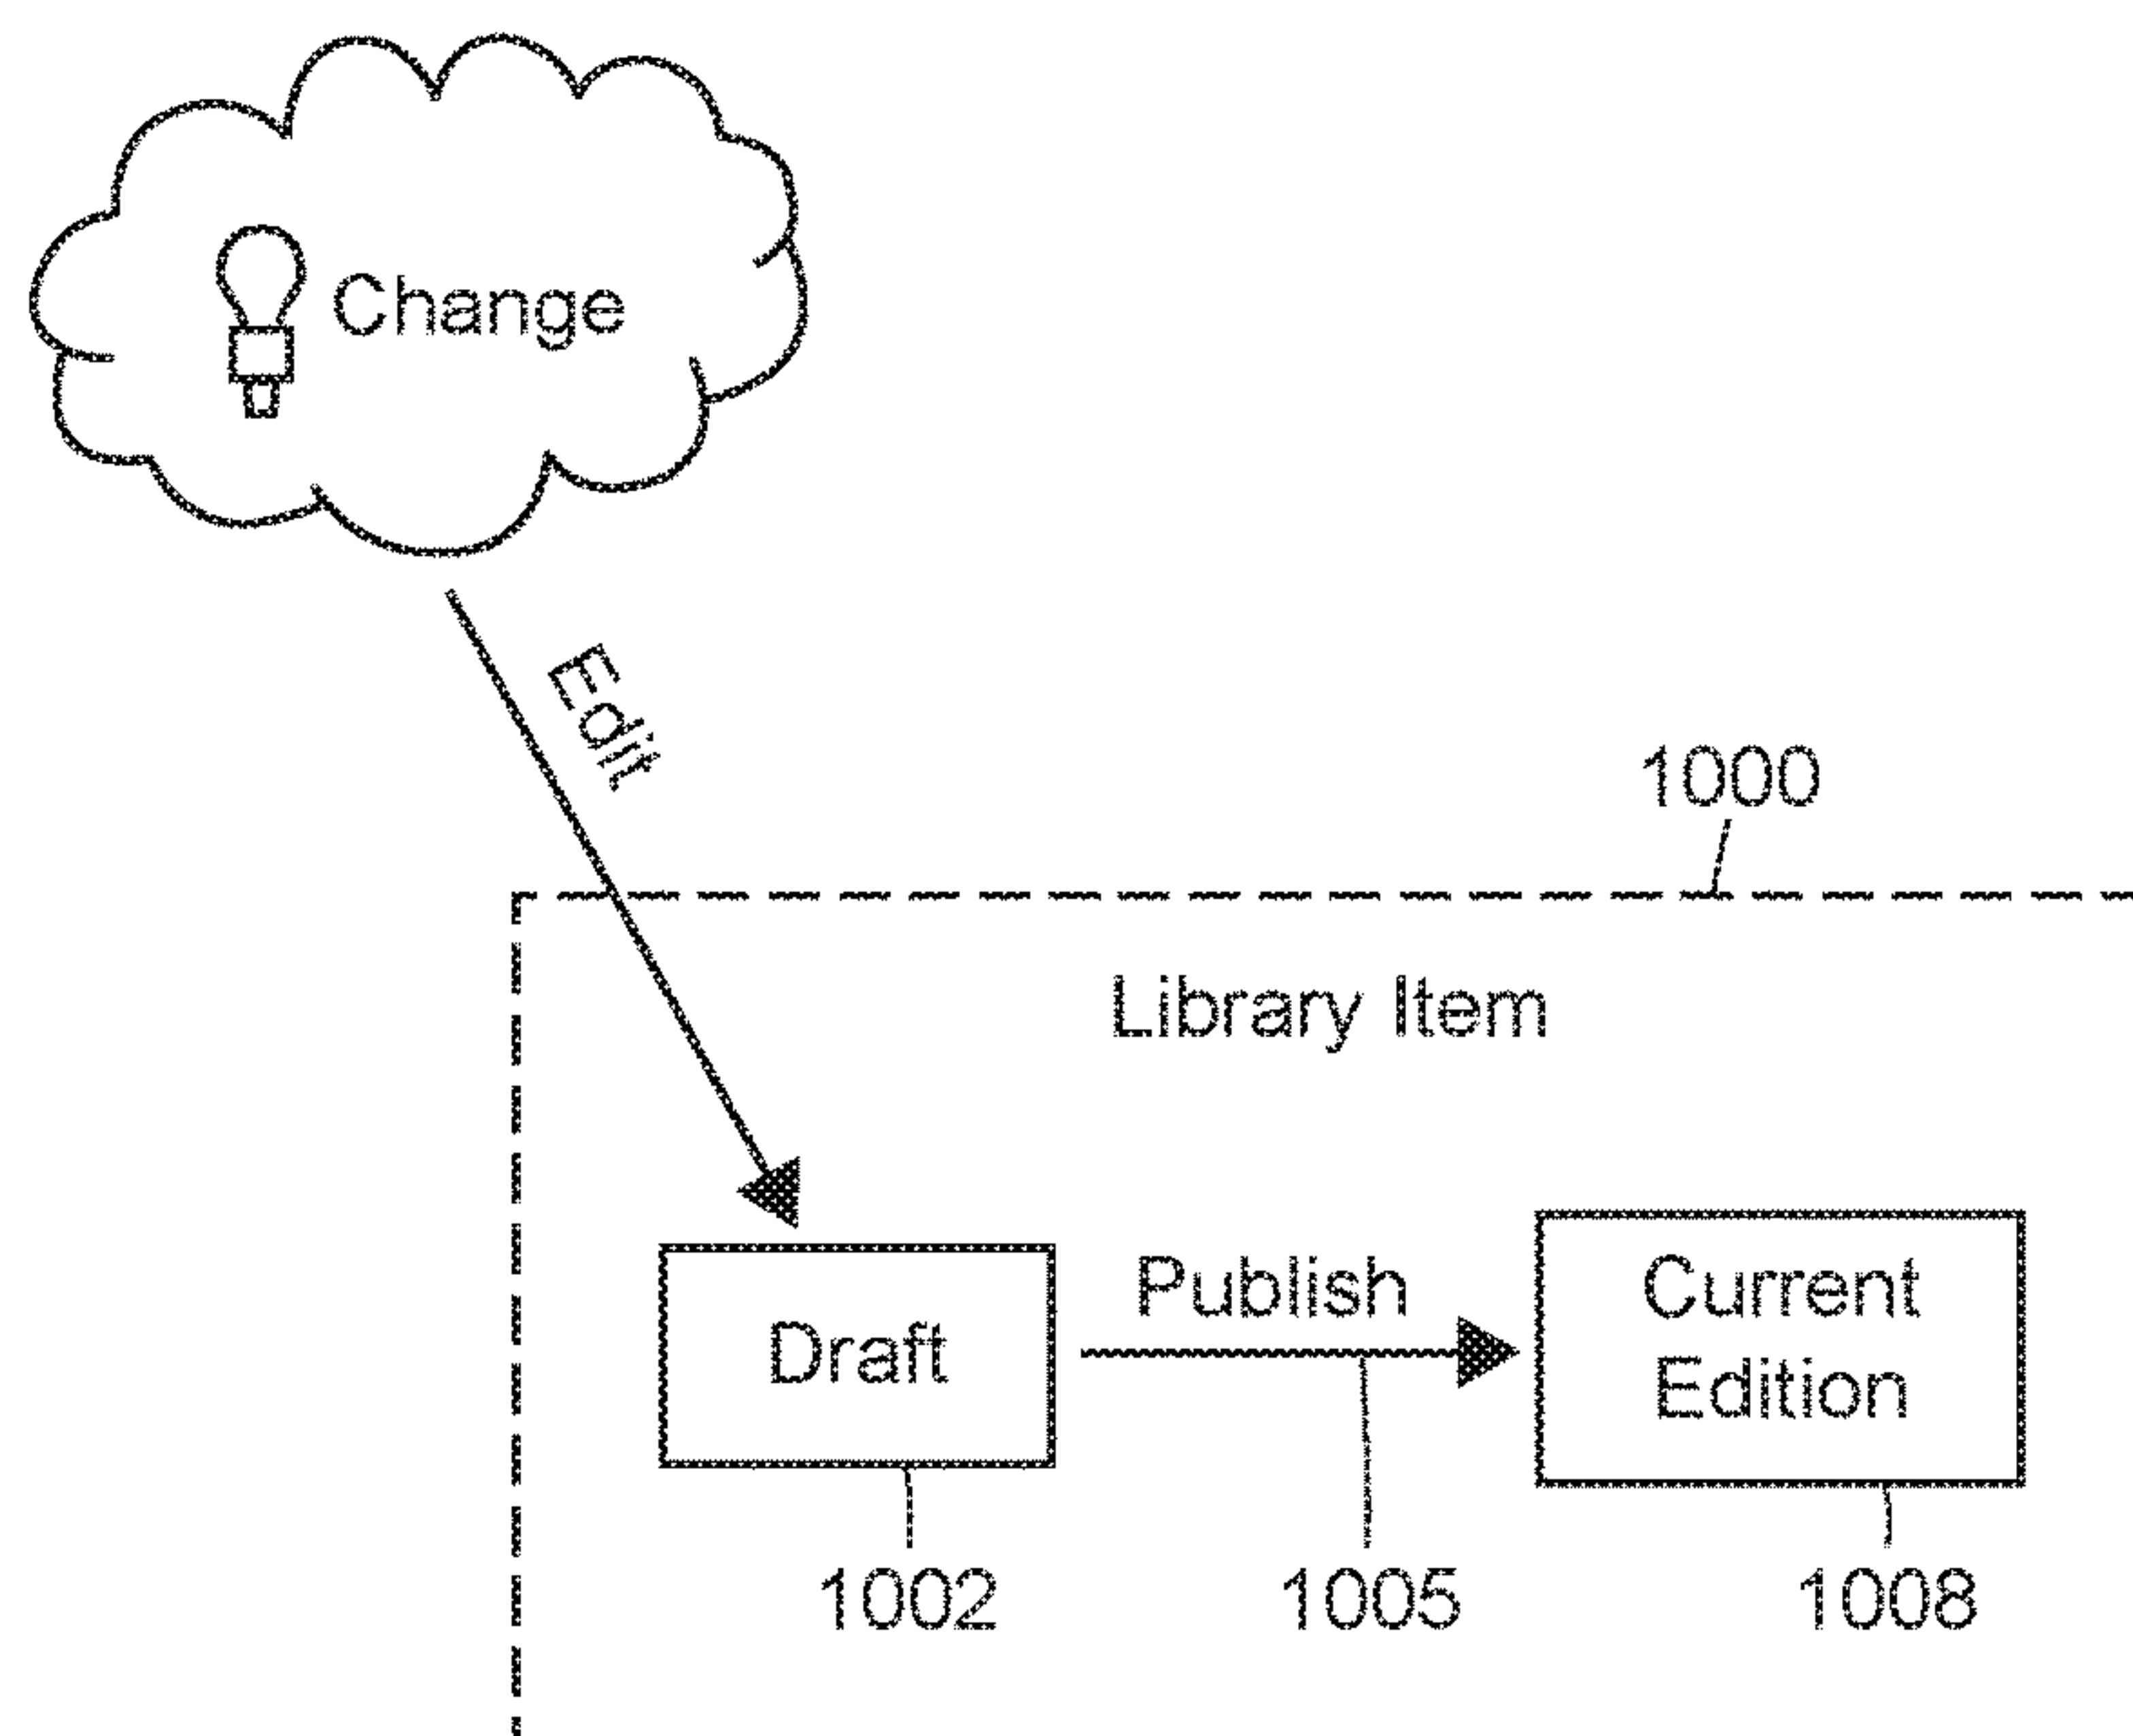 Change
Edit
1000
Library Item
Draft
Publish
Current
Edition
1002
1005
1008